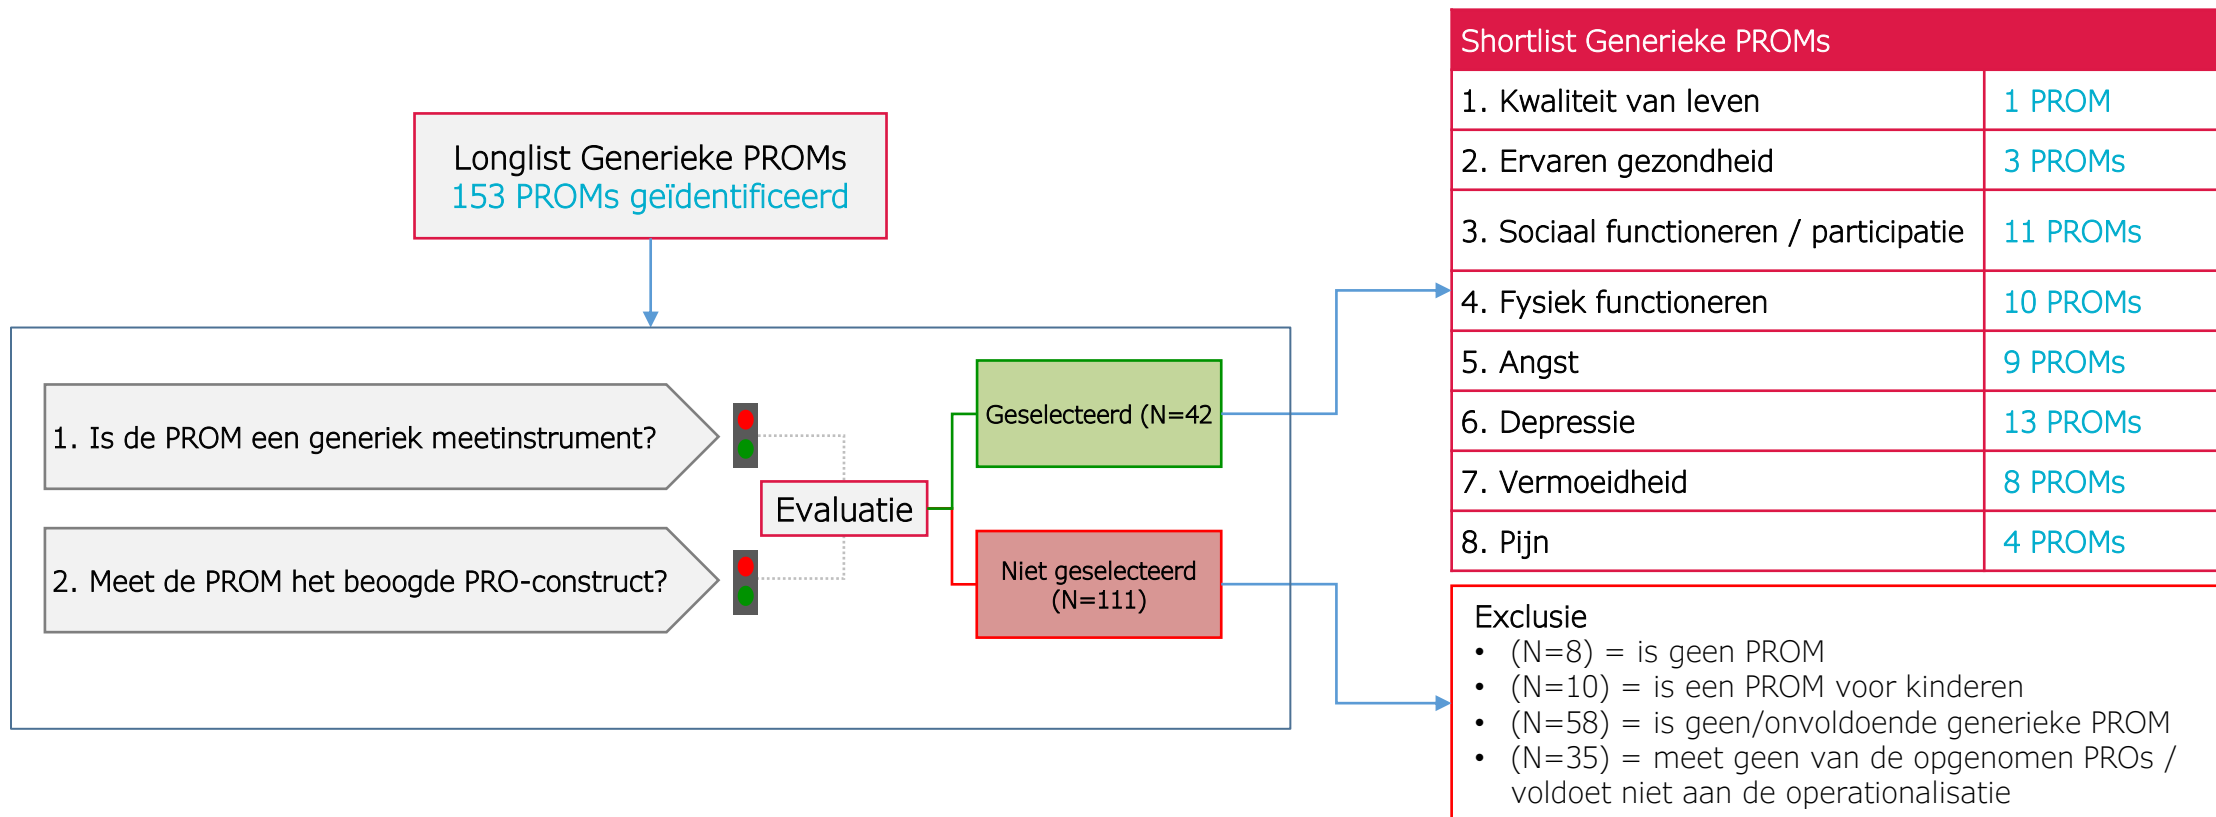 Longlist Generieke PROMs
153 PROMs geïdentificeerd
1. Is de PROM een generiek meetinstrument?
2. Meet de PROM het beoogde PRO-construct?
Evaluatie
Geselecteerd (N=42
Niet geselecteerd
(N=111)
Shortlist Generieke PROMs
1. Kwaliteit van leven 1 PROM
2. Ervaren gezondheid 3 PROMs
3. Sociaal functioneren / participatie 11 PROMs
4. Fysiek functioneren 10 PROMs
5. Angst 9 PROMs
6. Depressie 13 PROMs
7. Vermoeidheid 8 PROMs
8. Pijn 4 PROMs
Exclusie
• (N=8) = is geen PROM
• (N=10) = is een PROM voor kinderen
• (N=58) = is geen/onvoldoende generieke PROM
• (N=35) = meet geen van de opgenomen PROs /
voldoet niet aan de operationalisatie